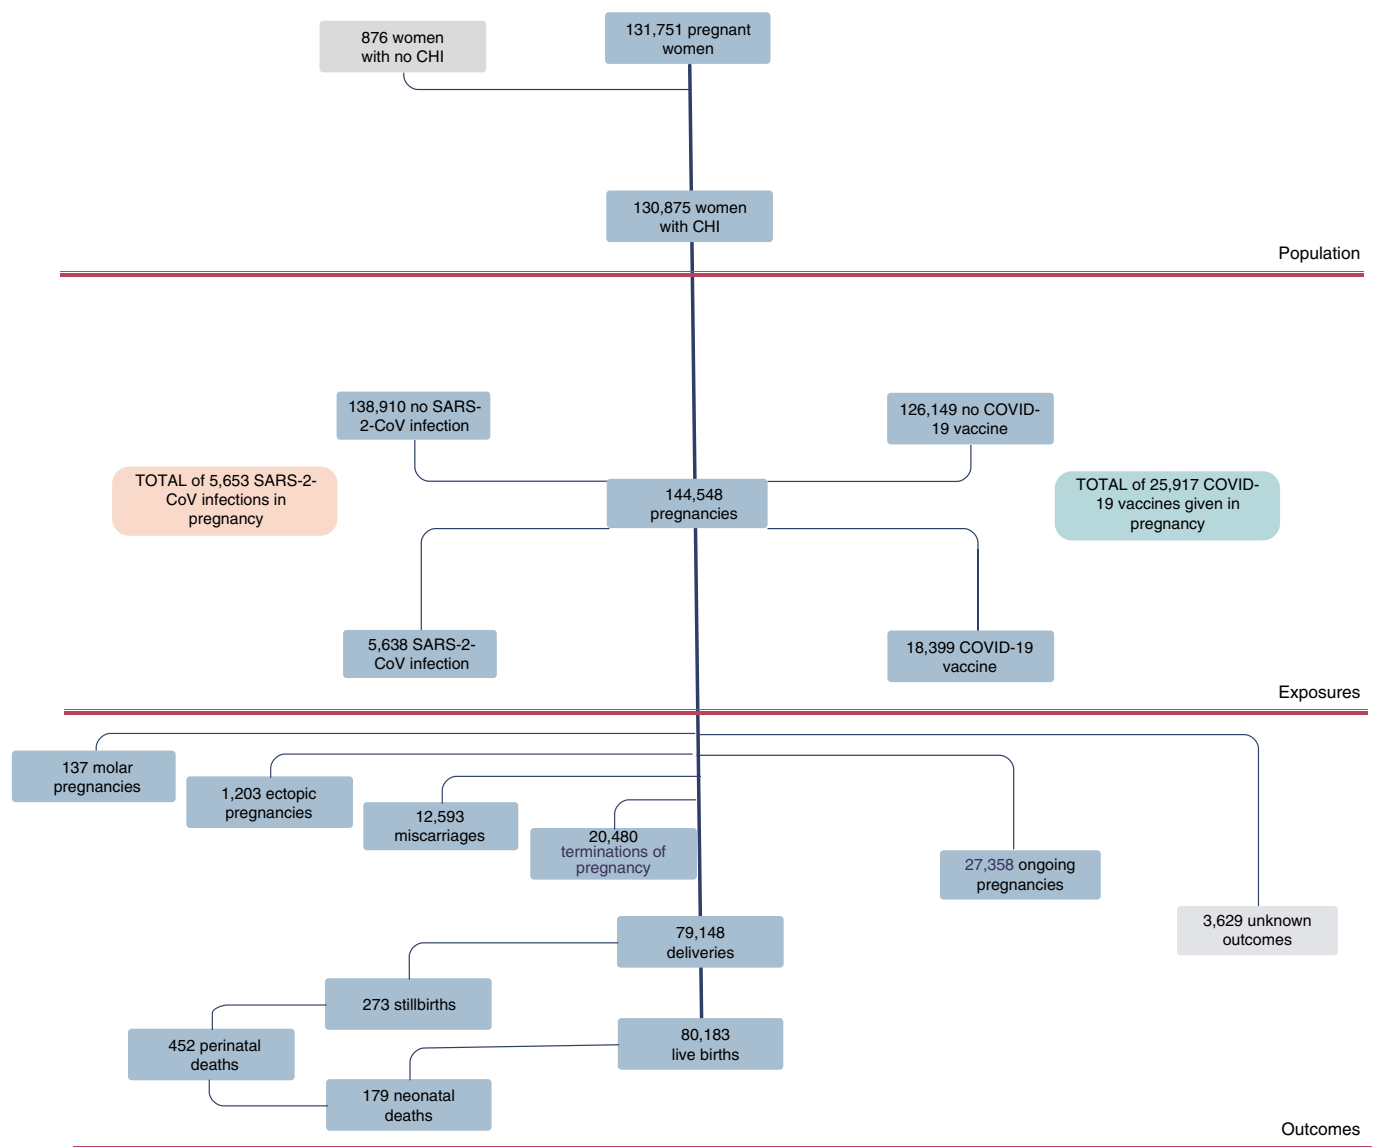 876 women
with no CHI
131,751 pregnant
women
130,875 women
with CHI
Population
138,910 no SARS-
2-CoV infection
126,149 no COVID-
19 vaccine
TOTAL of 5,653 SARS-2-
CoV infections in
pregnancy
144,548
pregnancies
TOTAL of 25,917 COVID-
19 vaccines given in
pregnancy
5,638 SARS-2-
CoV infection
18,399 COVID-19
vaccine
Exposures
137 molar
pregnancies
1,203 ectopic
pregnancies
12,593
miscarriages
20,480
terminations of
pregnancy
27,358 ongoing
pregnancies
3,629 unknown
outcomes
79,148
deliveries
273 stillbirths
80,183
live births
452 perinatal
deaths
179 neonatal
deaths
Outcomes